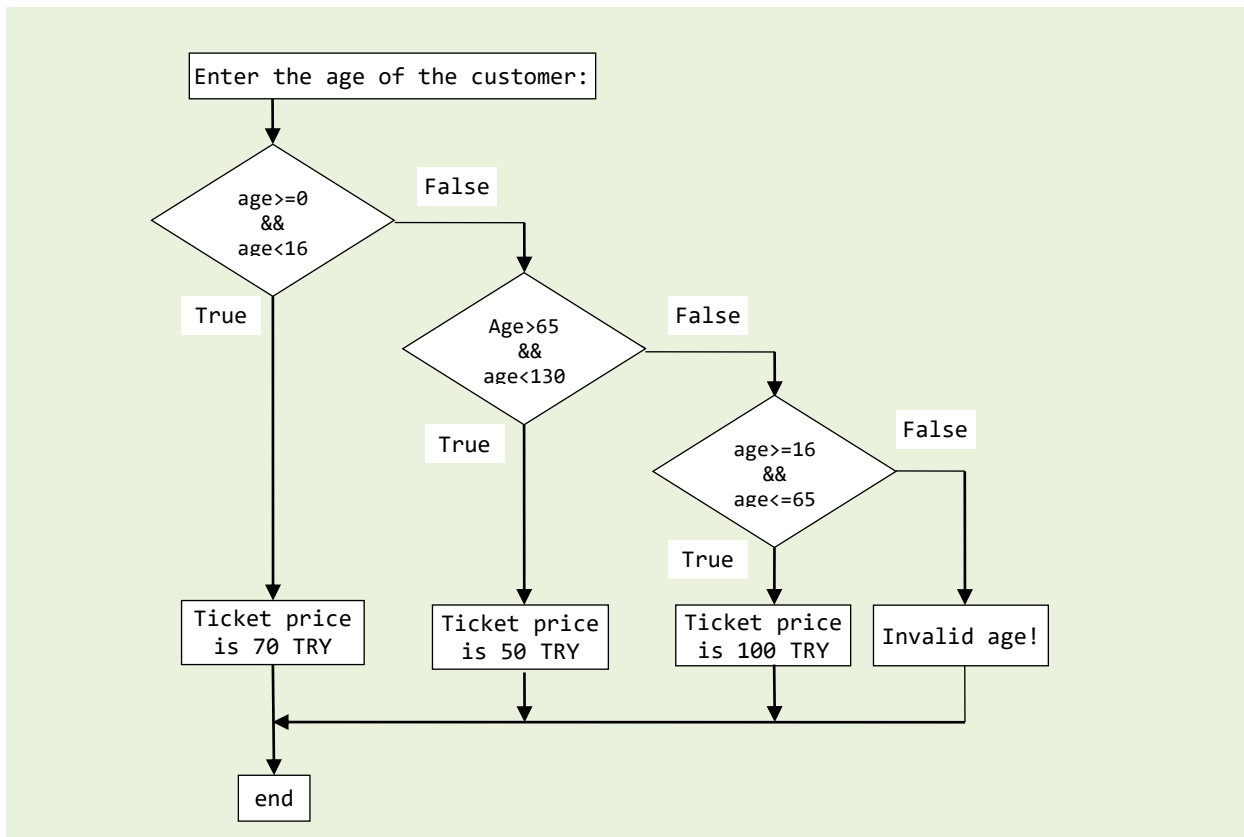 Enter the age of the customer:
age>=0
&&
age<16
False
True
Age>65
&&
age<130
False
True
age>=16
&&
age<=65
False
True
Ticket price
is 70 TRY
Ticket price
is 50 TRY
Ticket price
is 100 TRY
Invalid age!
end